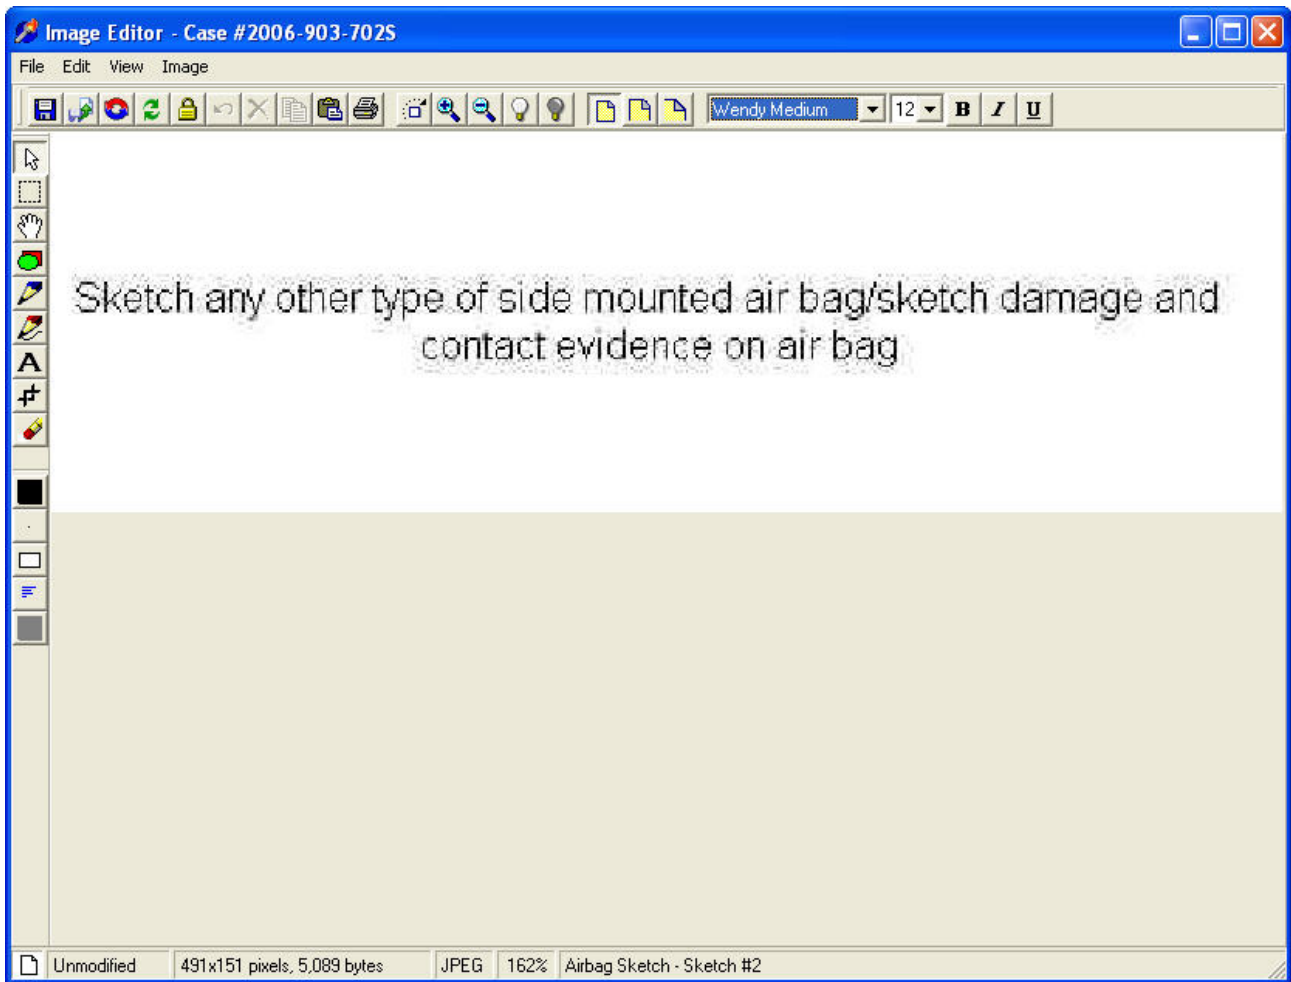 Image Editor - Case #2006-903-702S
File Edit View Image
Wendy Medium 12 B I U
A
Sketch any other type of side mounted air bag/sketch damage and
contact evidence on air bag
Unmodified 491x151 pixels, 5,089 bytes JPEG 162% Airbag Sketch - Sketch #2